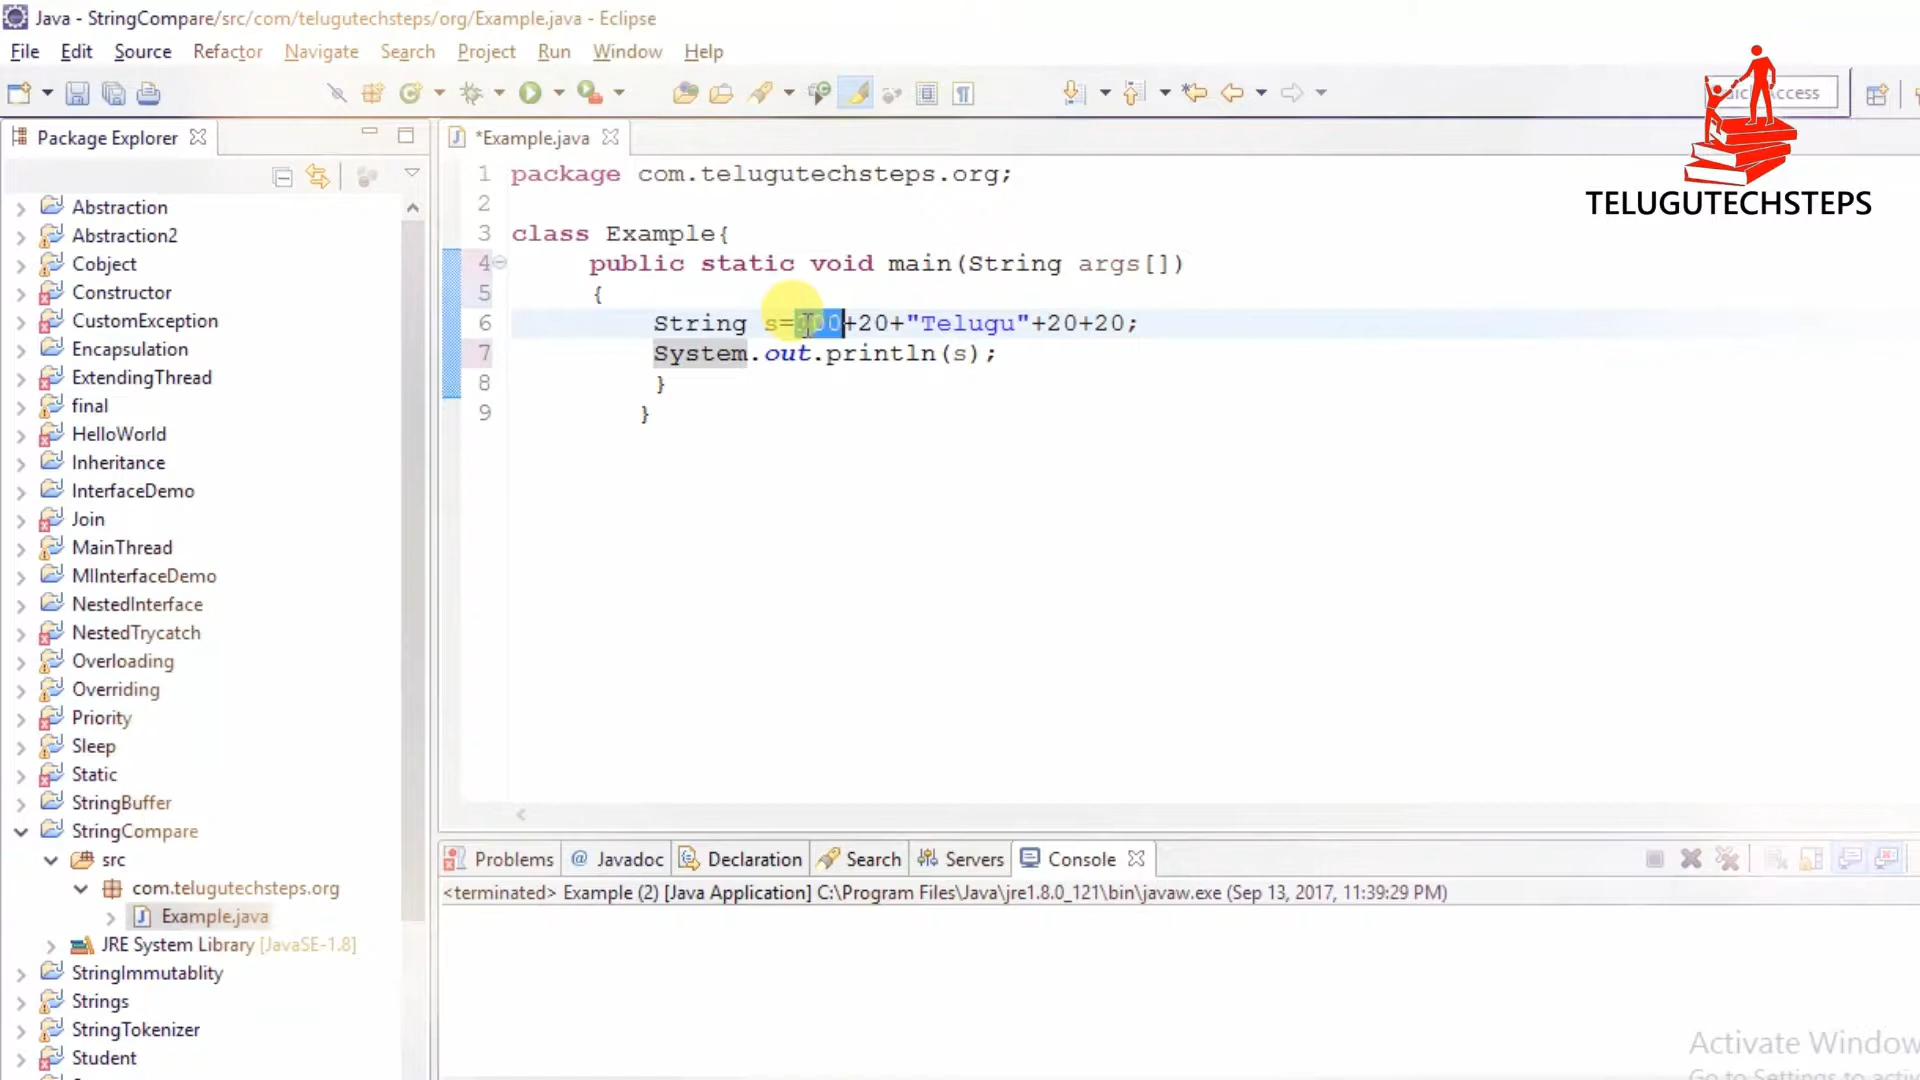 Java - StringCompare/src/com/telugutechsteps/org/Example.java - Eclipse
File Edit Source Refactor Navigate Search Project Run Window Help
TELUGUTECHSTEPS
Package Explorer
*Example.java
Abstraction
Abstraction2
Cobject
Constructor
CustomException
Encapsulation
ExtendingThread
final
HelloWorld
Inheritance
InterfaceDemo
Join
MainThread
MIInterfaceDemo
NestedInterface
NestedTrycatch
Overloading
Overriding
Priority
Sleep
Static
StringBuffer
StringCompare
src
com.telugutechsteps.org
Example.java
JRE System Library [JavaSE-1.8]
StringImmutablity
Strings
StringTokenizer
Student
1 package com.telugutechsteps.org;
2
3 class Example{
4 public static void main(String args[])
5 {
6 String s= +20+"Telugu"+20+20;
7 System.out.println(s);
8 }
9 }
Problems @ Javadoc Declaration Search Servers Console
<terminated> Example (2) [Java Application] C:\Program Files\Java\jre1.8.0_121\bin\javaw.exe (Sep 13, 2017, 11:39:29 PM)
Activate Window